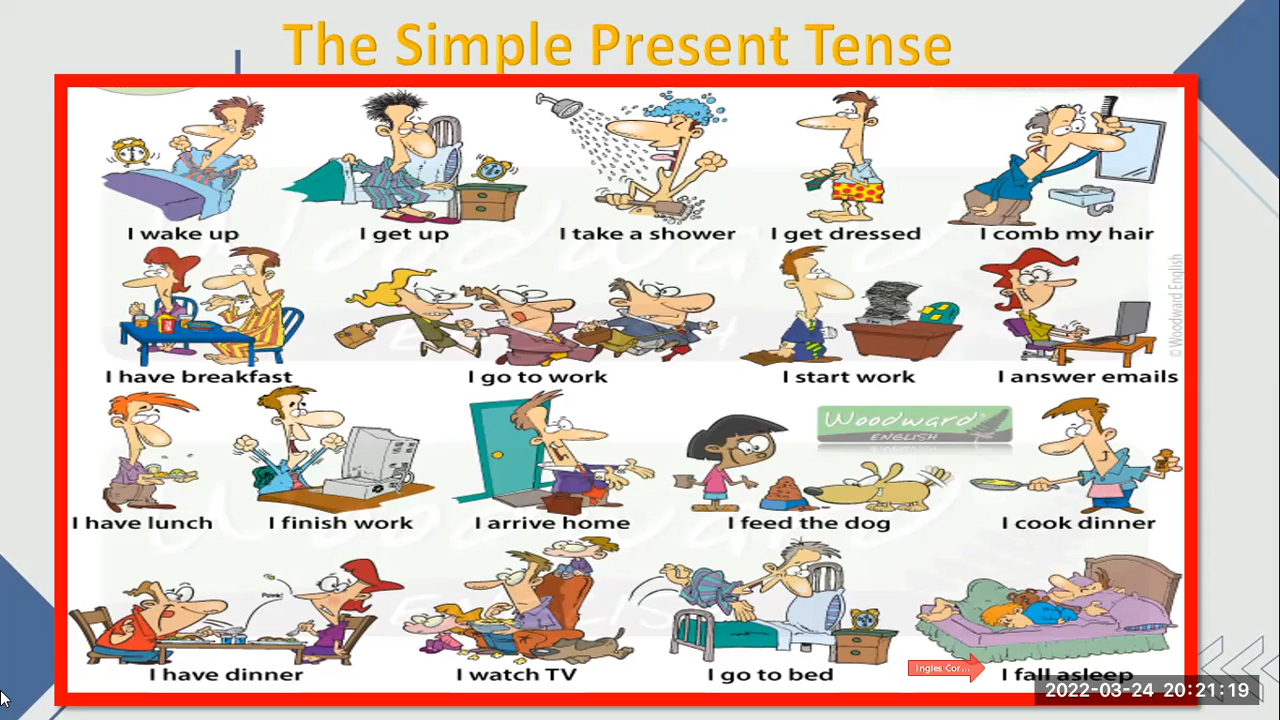 The Simple Present Tense
I wake up
I get up
I take a shower
I get dressed
I comb my hair
I have breakfast
I go to work
I start work
I answer emails
© Woodward English
I have lunch
I finish work
I arrive home
Woodward
ENGLISH
I feed the dog
I cook dinner
I have dinner
I watch TV
I go to bed
Ingles Cor...
I fall asleep
2022-03-24 20:21:19